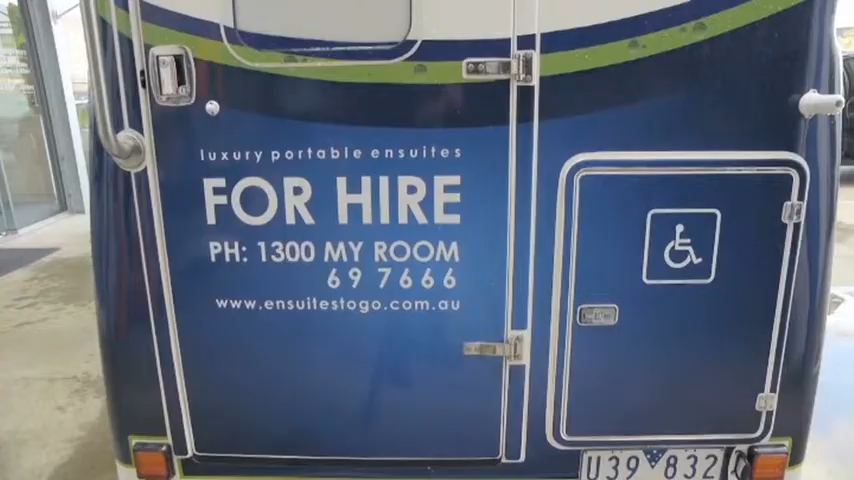 luxury portable ensuites
FOR HIRE
PH: 1300 MY ROOM
69 7666
www.ensuitestogo.com.au
U39 832